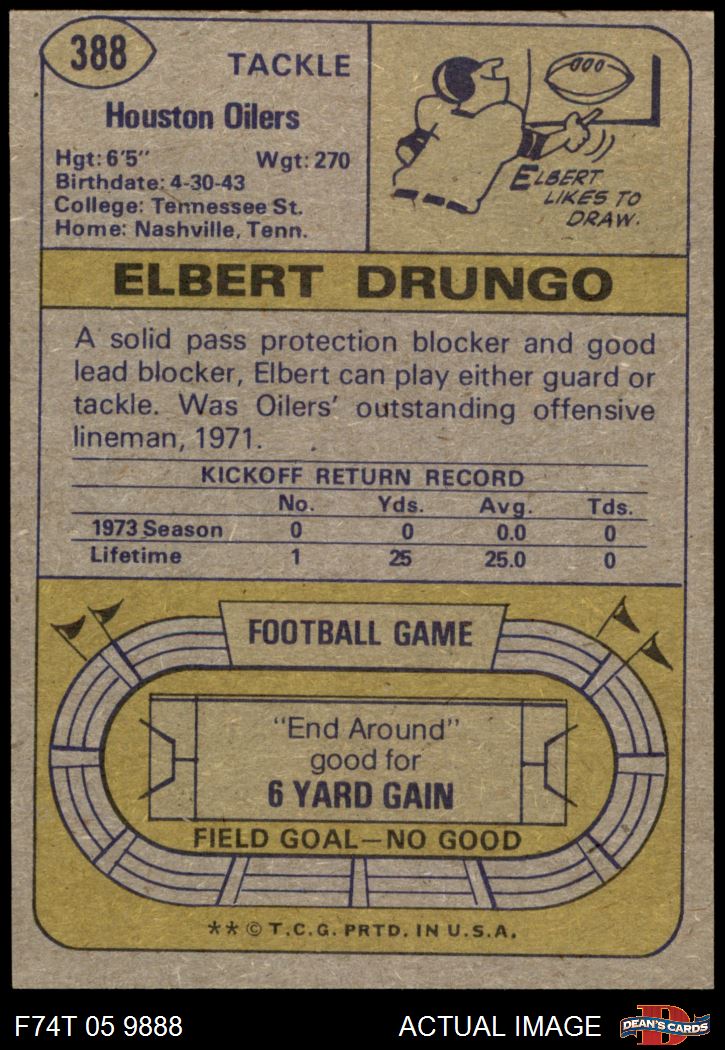 388
TACKLE
Houston Oilers
Hgt: 6'5" Wgt: 270
Birthdate: 4-30-43
College: Tennessee St.
Home: Nashville, Tenn.
ELBERT
LIKES TO
DRAW.
ELBERT DRUNGO
A solid pass protection blocker and good
lead blocker, Elbert can play either guard or
tackle. Was Oilers' outstanding offensive
lineman, 1971.
KICKOFF RETURN RECORD
No. Yds. Avg. Tds.
1973 Season 0 0 0.0 0
Lifetime 1 25 25.0 0
FOOTBALL GAME
"End Around"
good for
6 YARD GAIN
FIELD GOAL—NO GOOD
** © T.C.G. PRTD. IN U.S.A.
F74T 05 9888 ACTUAL IMAGE
D
DEAN'S CARDS